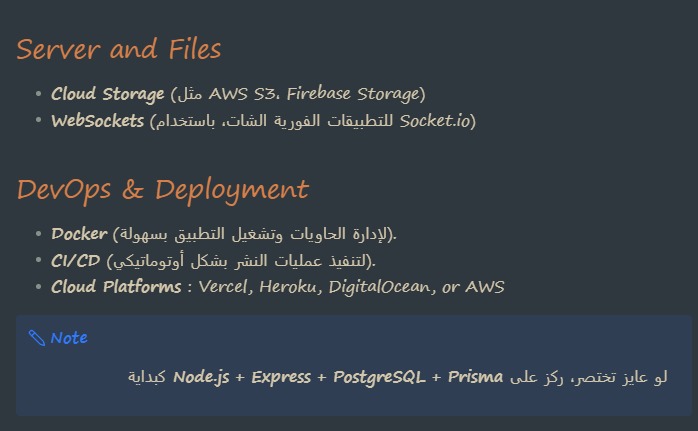 Server and Files
Cloud Storage (مثل AWS S3، Firebase Storage)
WebSockets (للتطبيقات الفورية الشات، باستخدام Socket.io)
DevOps & Deployment
Docker (لإدارة الحاويات وتشغيل التطبيق بسهولة).
CI/CD (لتنفيذ عمليات النشر بشكل أوتوماتيكي).
Cloud Platforms : Vercel, Heroku, DigitalOcean, or AWS
Note
لو عايز تختصر، ركز على Node.js + Express + PostgreSQL + Prisma كبداية